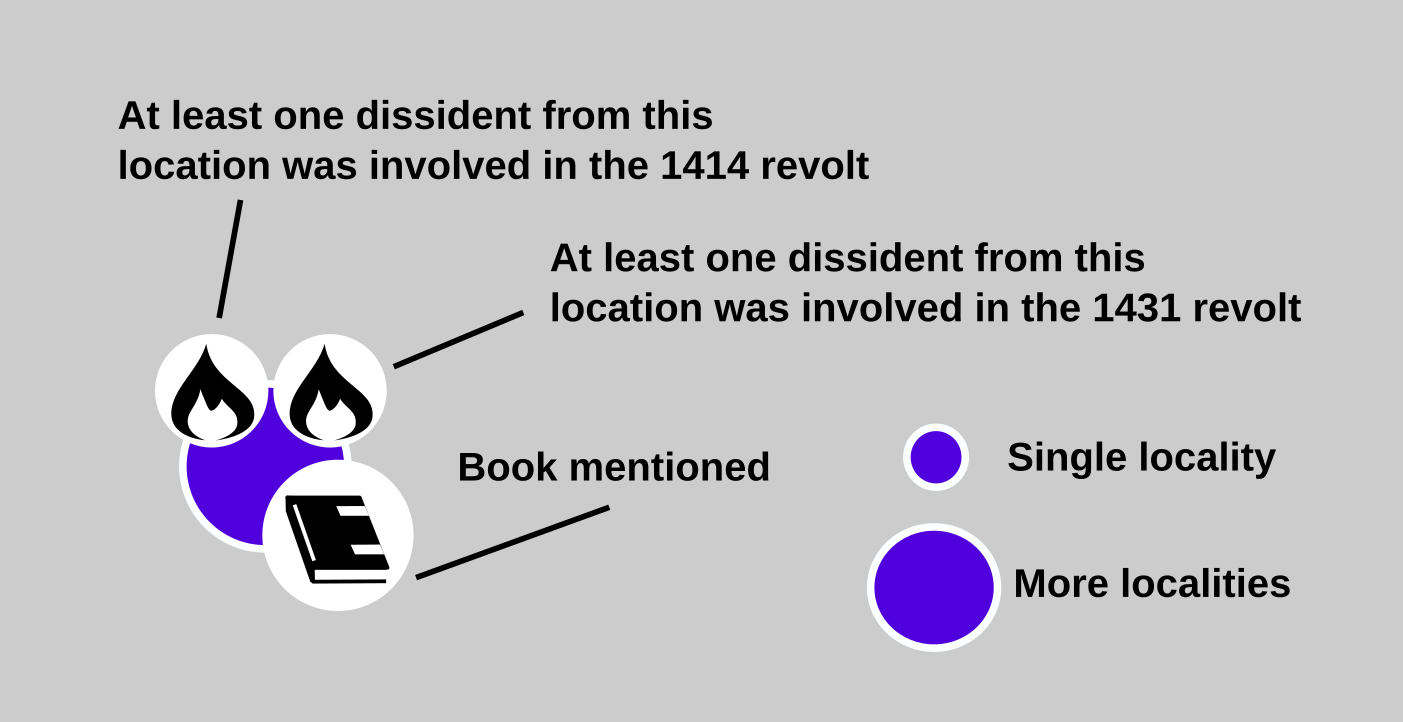 At least one dissident from this
location was involved in the 1414 revolt
At least one dissident from this
location was involved in the 1431 revolt
Book mentioned
Single locality
More localities